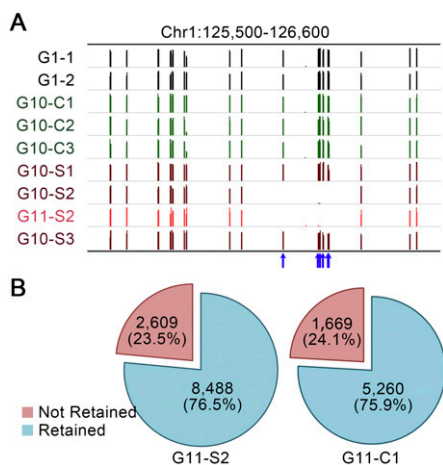 A
Chr1:125,500-126,600
G1-1
G1-2
G10-C1
G10-C2
G10-C3
G10-S1
G10-S2
G11-S2
G10-S3
B
2,609
(23.5%)
8,488
(76.5%)
1,669
(24.1%)
5,260
(75.9%)
Not Retained
Retained
G11-S2
G11-C1